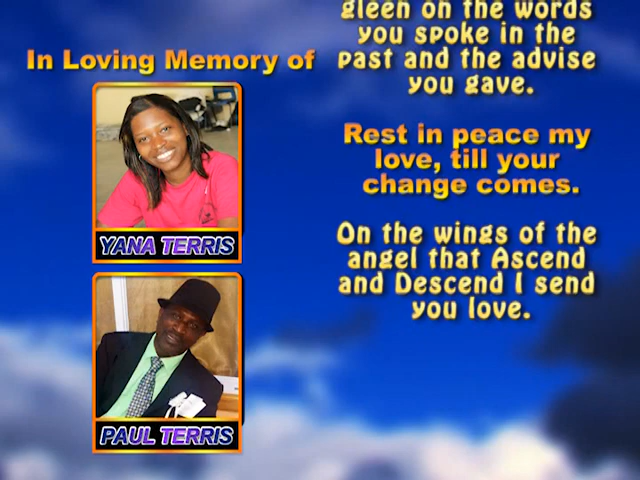 In Loving Memory of
YANA TERRIS
PAUL TERRIS
gleen on the words
you spoke in the
past and the advise
you gave.
Rest in peace my
love, till your
change comes.
On the wings of the
angel that Ascend
and Descend I send
you love.